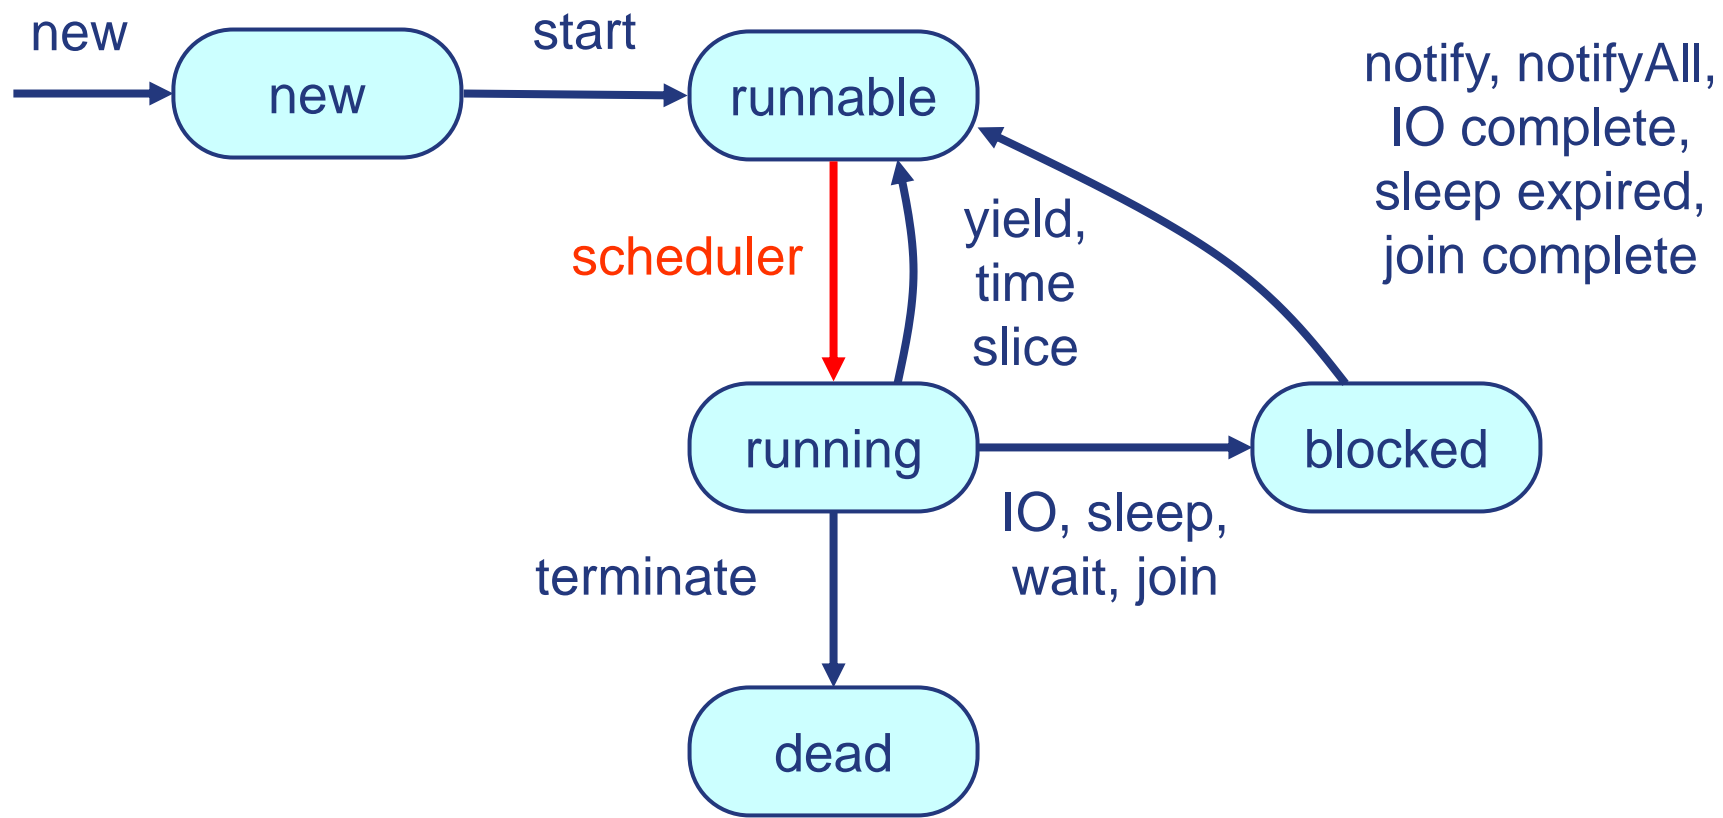 new
start
new
runnable
notify, notifyAll,
IO complete,
sleep expired,
join complete
scheduler
yield,
time
slice
running
blocked
IO, sleep,
wait, join
terminate
dead